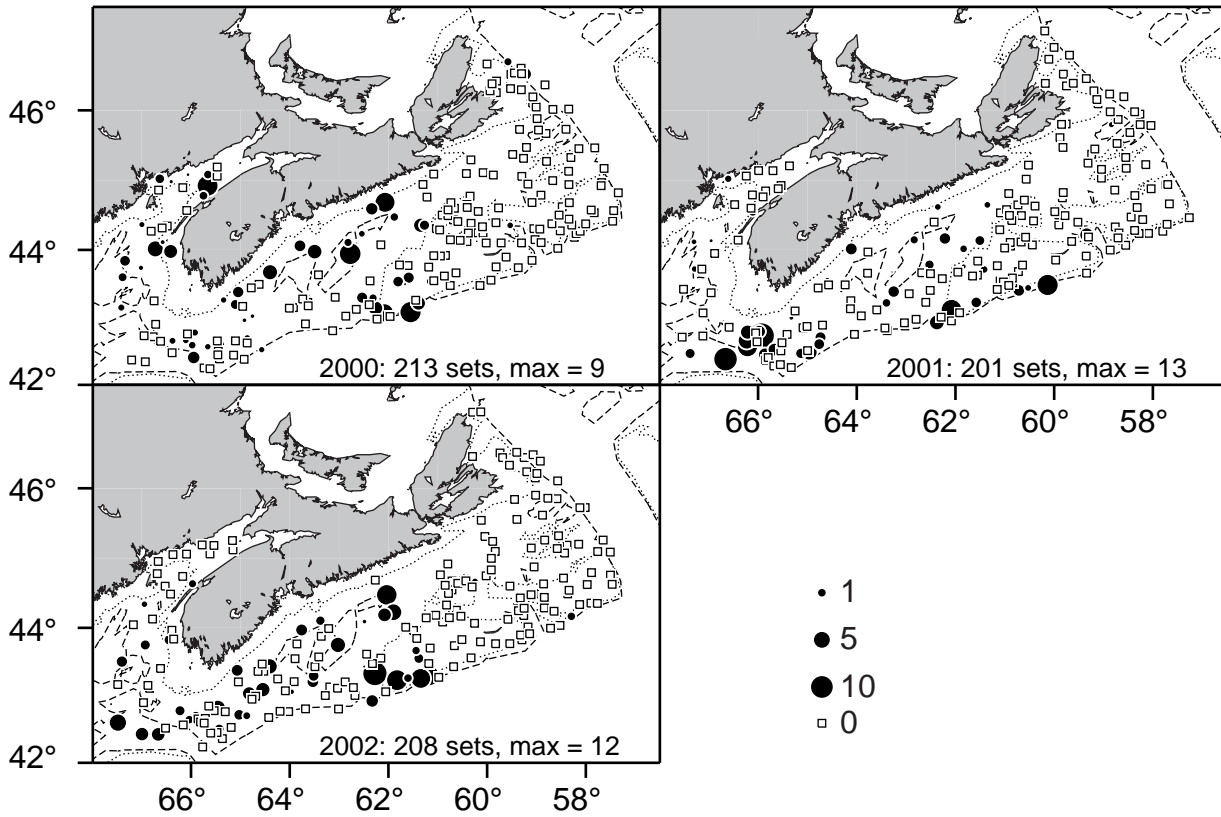 46°
44°
42°
2000: 213 sets, max = 9
2001: 201 sets, max = 13
66° 64° 62° 60° 58°
46°
44°
42°
2002: 208 sets, max = 12
66° 64° 62° 60° 58°
1
5
10
0